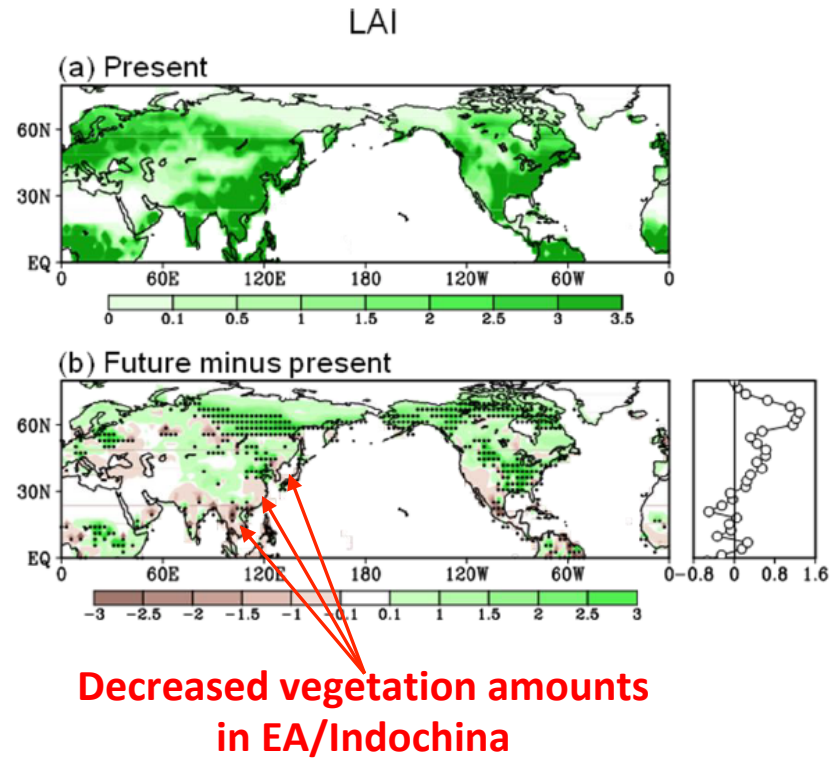 LAI
(a) Present
60N
30N
EQ
0 60E 120E 180 120W 60W 0
0 0.1 0.5 1 1.5 2 2.5 3 3.5
(b) Future minus present
60N
30N
EQ
0 60E 120E 180 120W 60W 0 -0.8 0 0.8 1.6
-3 -2.5 -2 -1.5 -1 -0.1 0.1 1 1.5 2 2.5 3
Decreased vegetation amounts
in EA/Indochina